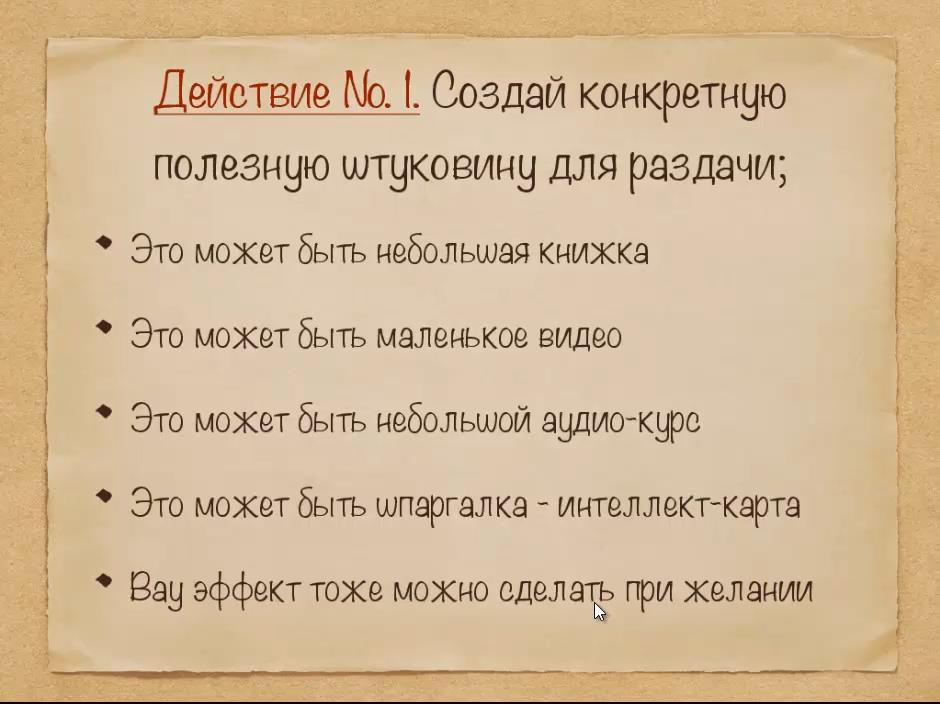 Действие No. 1. Создай конкретную
полезную штуковину для раздачи;
• Это может быть небольшая книжка
• Это может быть маленькое видео
• Это может быть небольшой аудио-курс
• Это может быть шпаргалка - интеллект-карта
• Вау эффект тоже можно сделать при желании